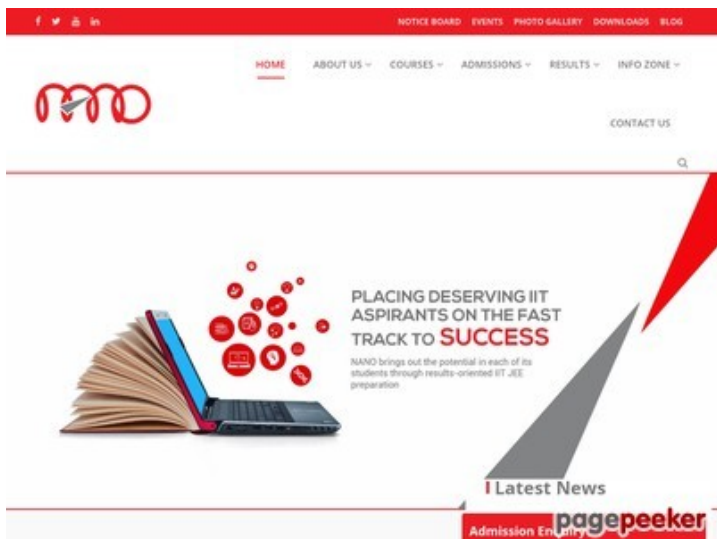 NOTICE BOARD EVENTS PHOTO GALLERY DOWNLOADS BLOG
HOME ABOUT US COURSES ADMISSIONS RESULTS INFO ZONE
nano
CONTACT US
PLACING DESERVING IIT
ASPIRANTS ON THE FAST
TRACK TO SUCCESS
NANO brings out the potential in each of its
students through results-oriented IIT JEE
preparation
Latest News
Admission Enquiry
pagepeeker